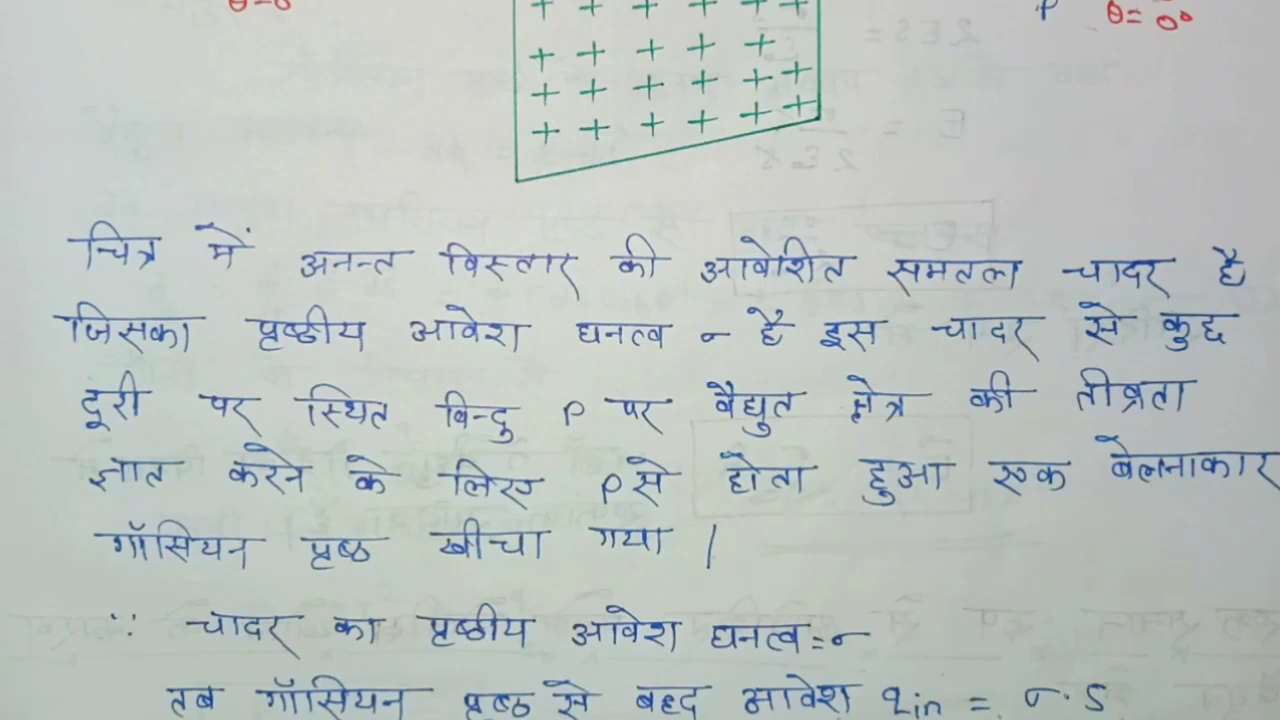 θ=0
P θ= 0°
चित्र में अनन्त विस्तार की आवेशित समतल चादर है
जिसका पृष्ठीय आवेश घनत्व σ है इस चादर से कुछ
दूरी पर स्थित बिन्दु P पर वैद्युत क्षेत्र की तीव्रता
ज्ञात करने के लिए P से होता हुआ एक बेलनाकार
गॉसियन पृष्ठ खींचा गया |
∵ चादर का पृष्ठीय आवेश घनत्व = σ
तब गॉसियन पृष्ठ से बद्द आवेश qin = σ.S